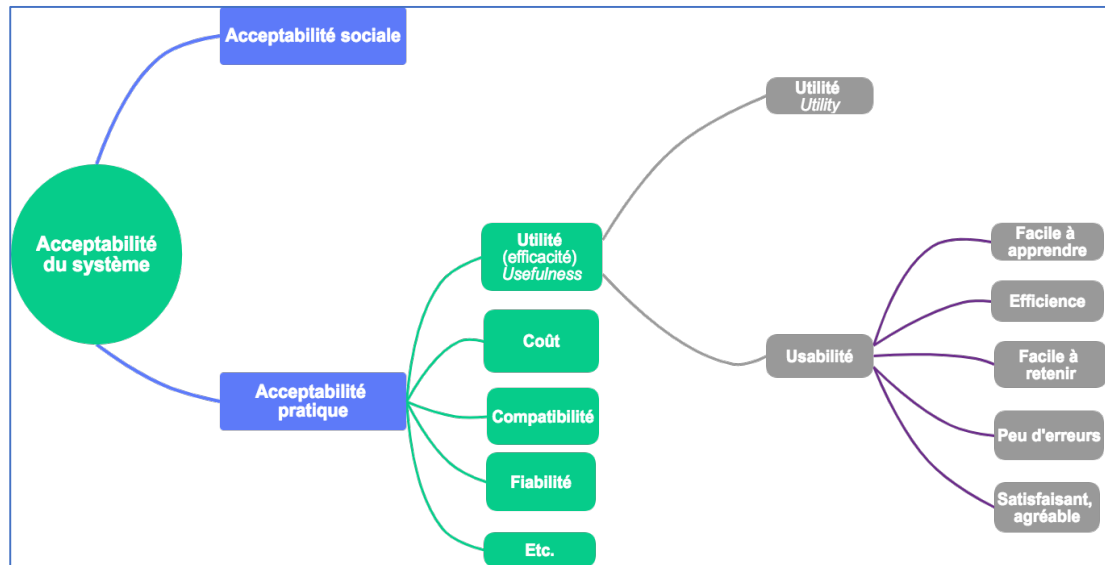 Acceptabilité sociale
Utilité
Utility
Acceptabilité
du système
Utilité
(efficacité)
Usefulness
Facile à
apprendre
Efficience
Coût
Usabilité
Facile à
retenir
Acceptabilité
pratique
Compatibilité
Peu d'erreurs
Fiabilité
Satisfaisant,
agréable
Etc.